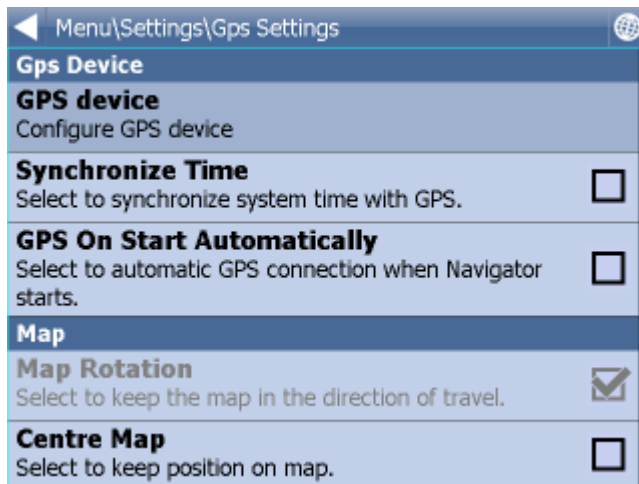 Menu\Settings\Gps Settings
Gps Device
GPS device
Configure GPS device
Synchronize Time
Select to synchronize system time with GPS.
GPS On Start Automatically
Select to automatic GPS connection when Navigator
starts.
Map
Map Rotation
Select to keep the map in the direction of travel.
Centre Map
Select to keep position on map.